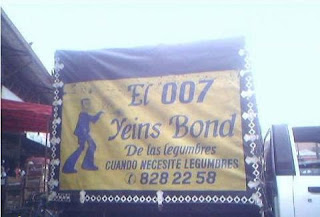 El 007
Yeins Bond
De las legumbres
CUANDO NECESITE LEGUMBRES
828 22 58